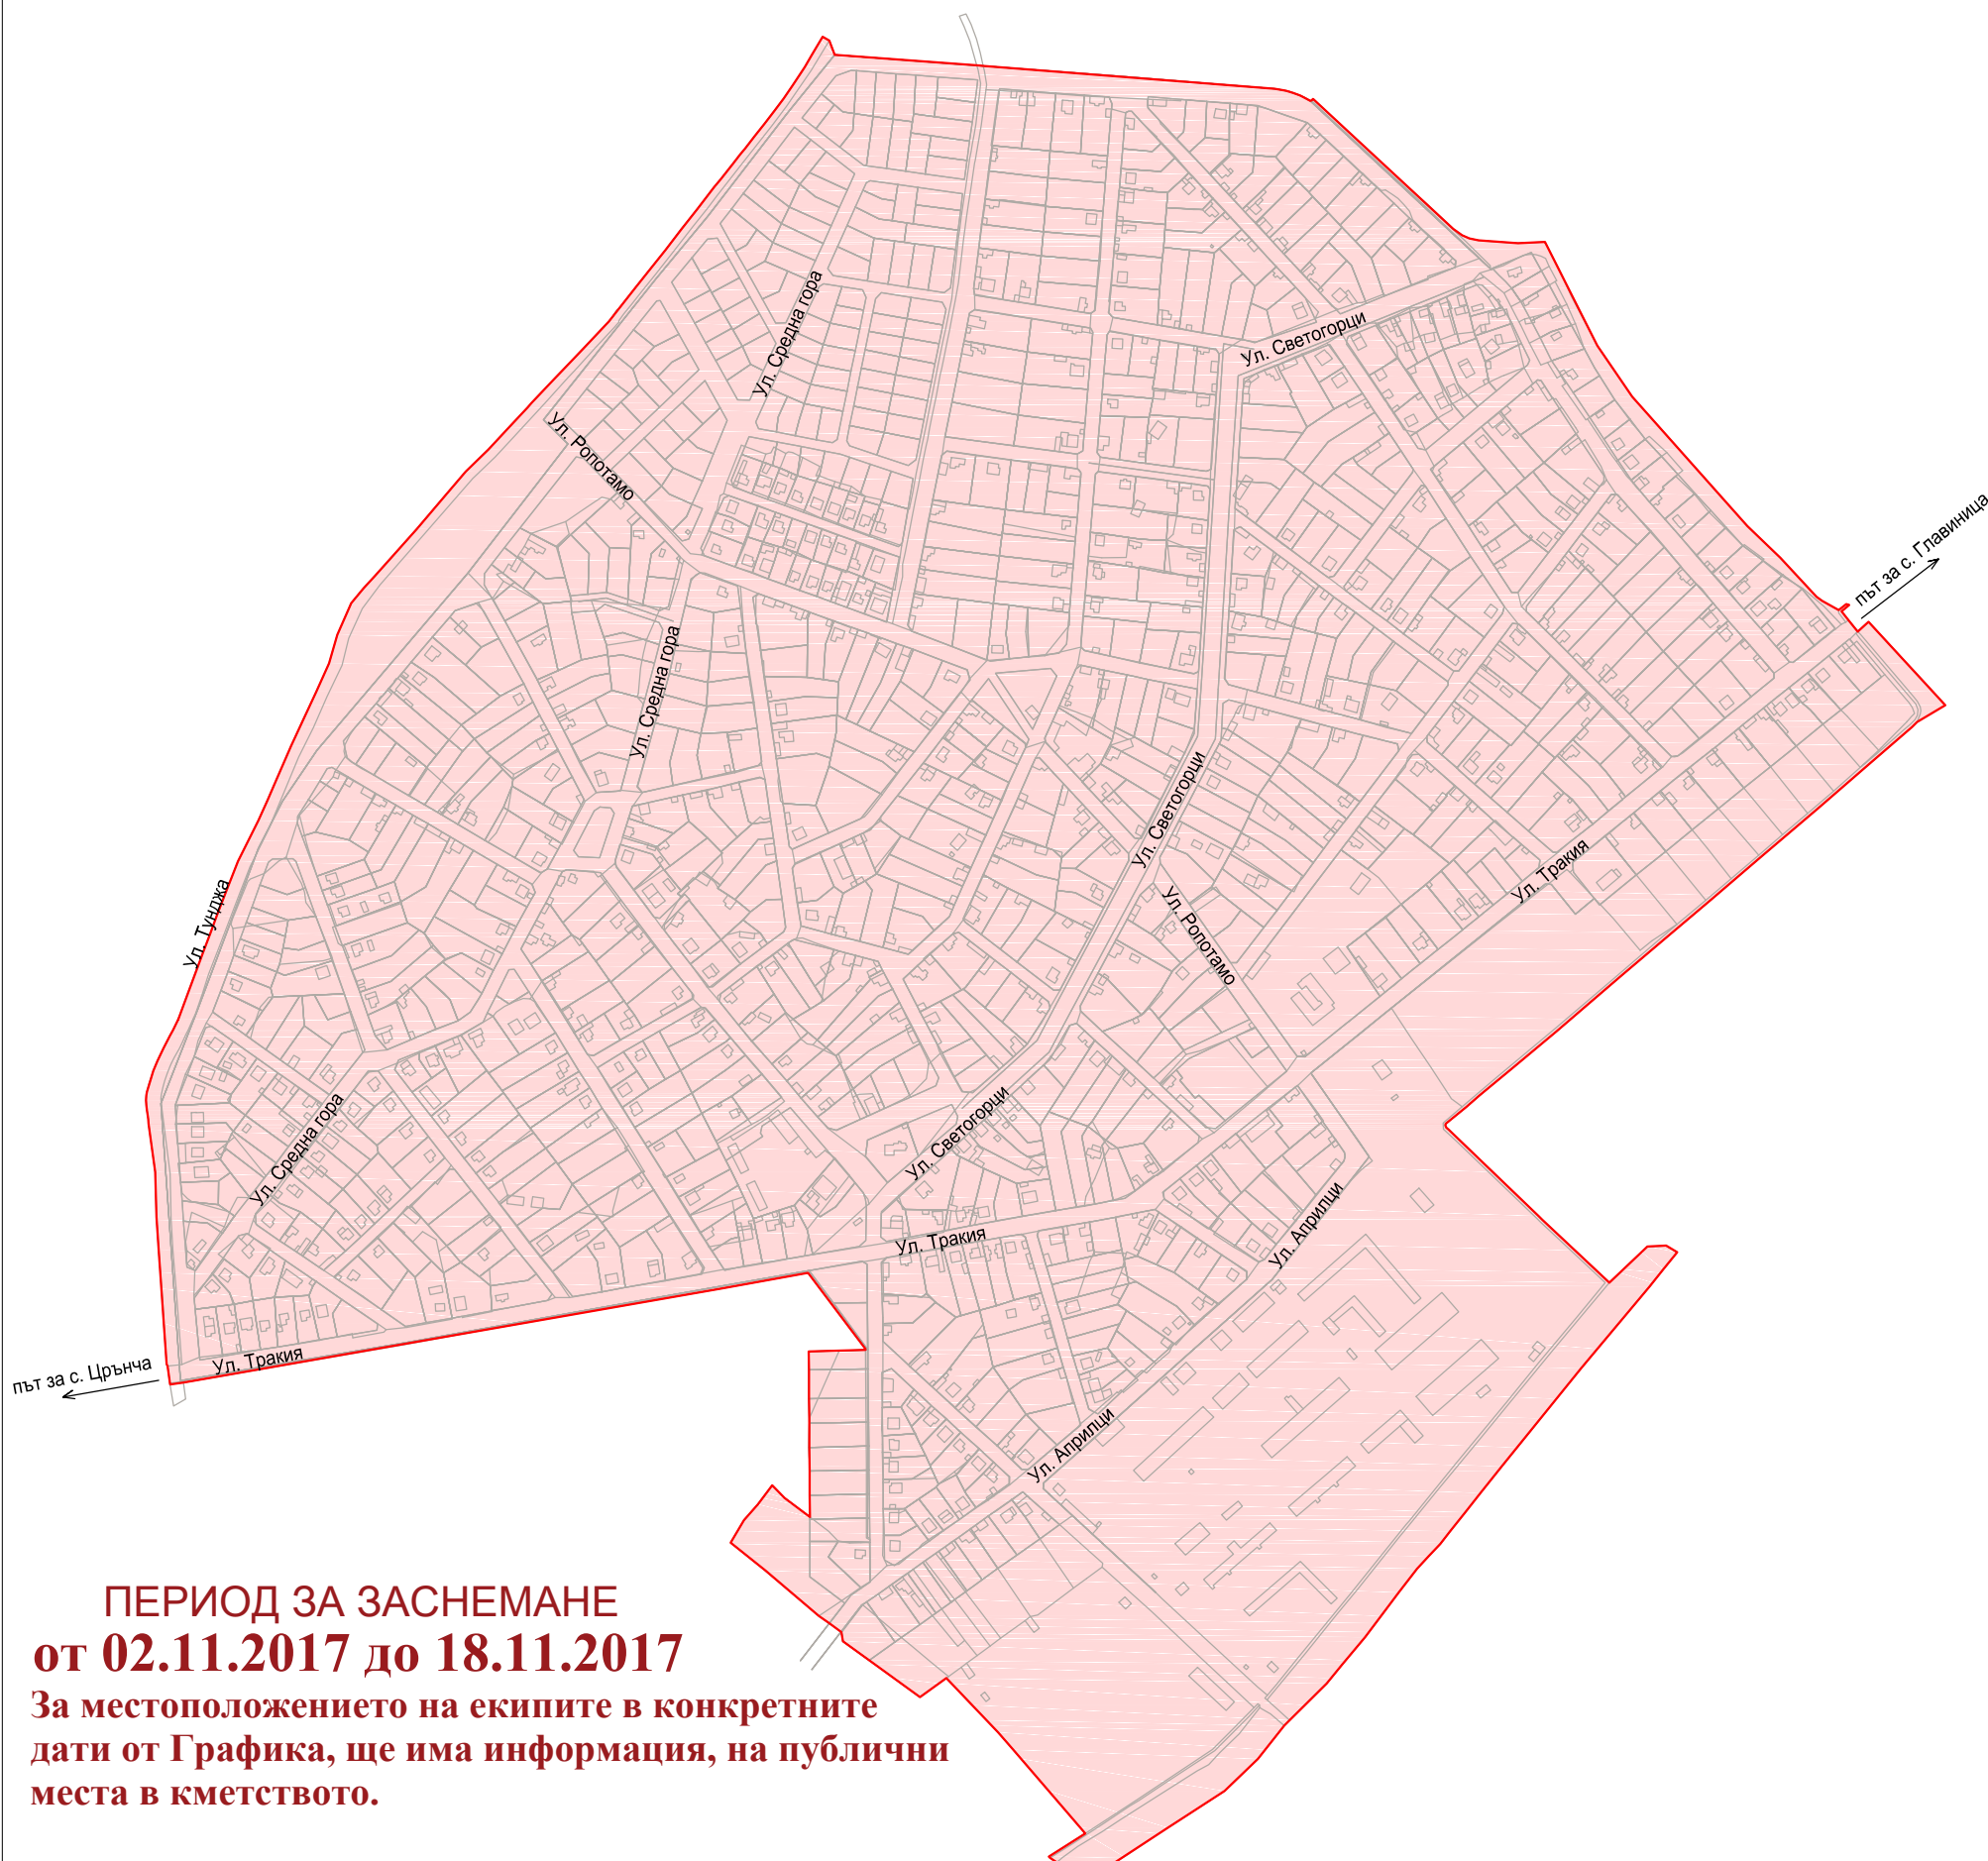 Ул. Средна гора
Ул. Светогорци
Ул. Ропотамо
път за с. Главиница
Ул. Средна гора
Ул. Светогорци
Ул. Тракия
Ул. Тунджа
Ул. Ропотамо
Ул. Средна гора
Ул. Светогорци
Ул. Априлци
Ул. Тракия
Ул. Тракия
път за с. Црънча
Ул. Априлци
ПЕРИОД ЗА ЗАСНЕМАНЕ
от 02.11.2017 до 18.11.2017
За местоположението на екипите в конкретните
дати от Графика, ще има информация, на публични
места в кметството.